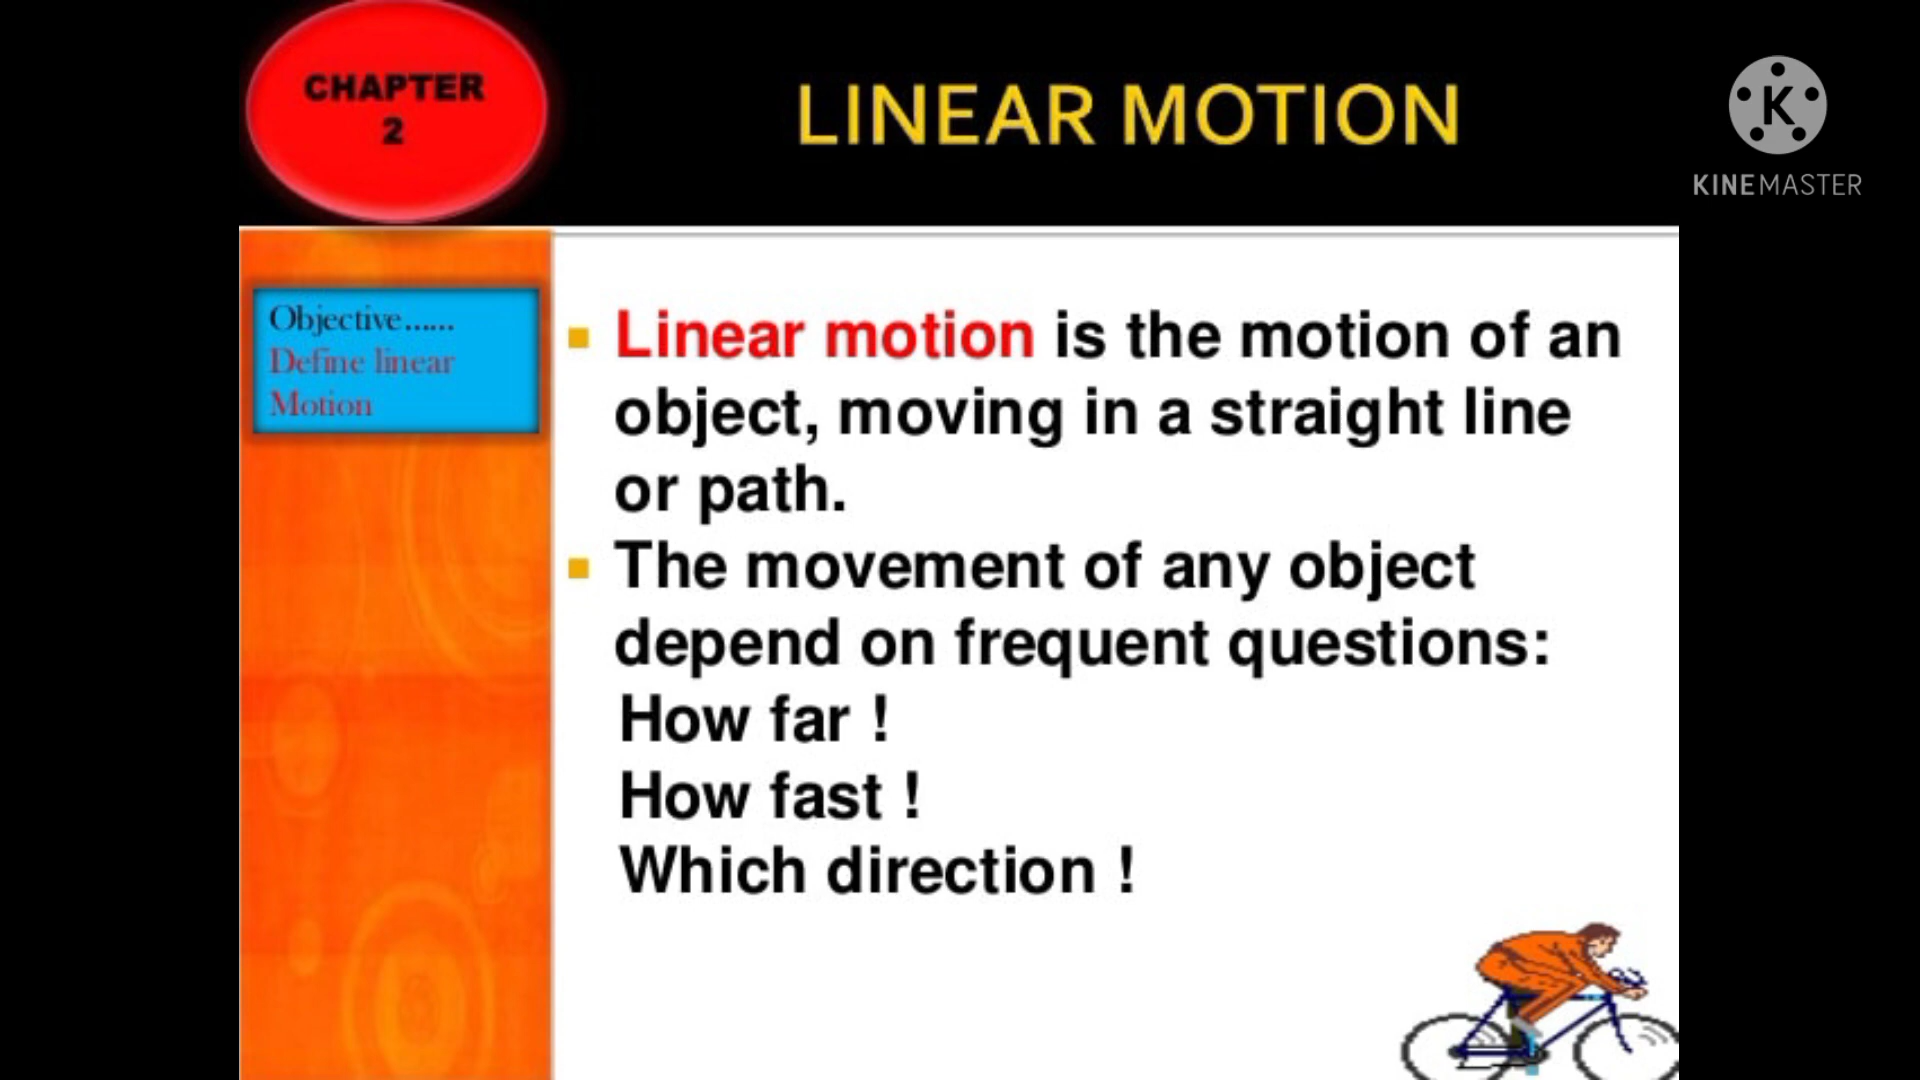 CHAPTER
2
LINEAR MOTION
K
KINEMASTER
Objective......
Define linear
Motion
Linear motion is the motion of an
object, moving in a straight line
or path.
The movement of any object
depend on frequent questions:
How far !
How fast !
Which direction !